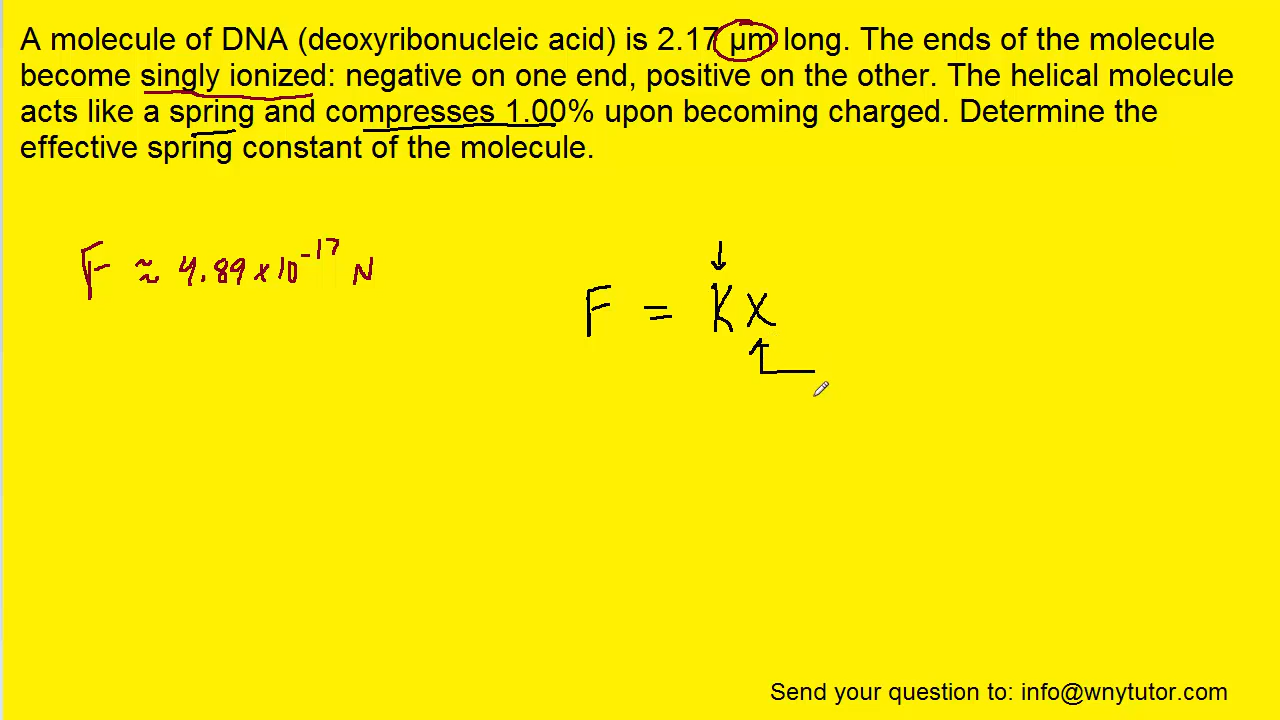 A molecule of DNA (deoxyribonucleic acid) is 2.17 μm long. The ends of the molecule
become singly ionized: negative on one end, positive on the other. The helical molecule
acts like a spring and compresses 1.00% upon becoming charged. Determine the
effective spring constant of the molecule.
F ≈ 4.89 x 10⁻¹⁷ N
F = Kx
Send your question to: info@wnytutor.com